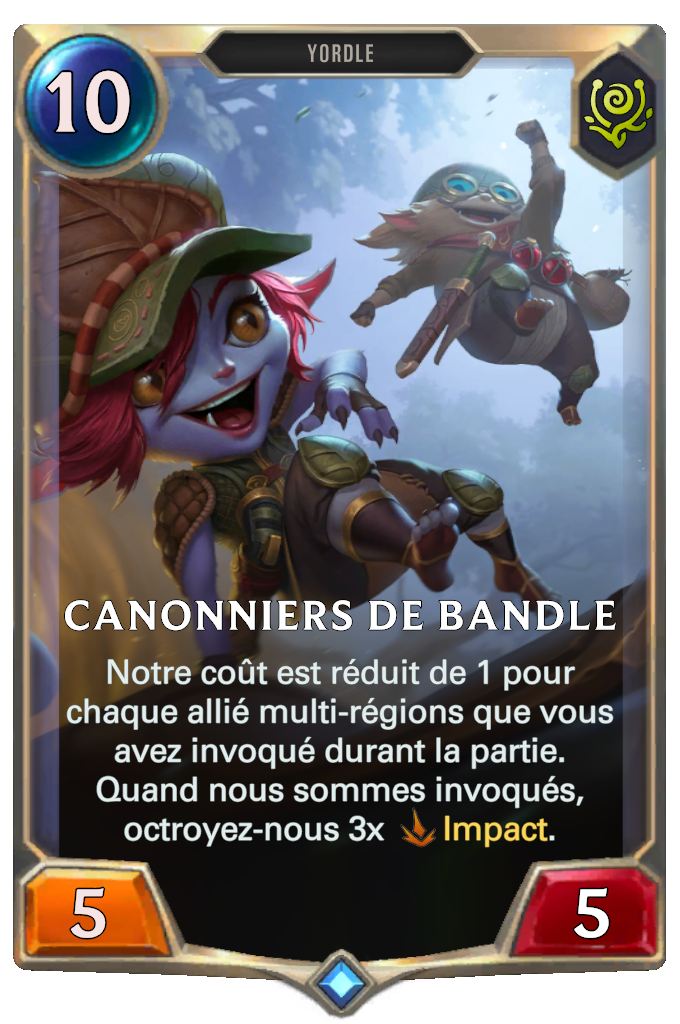 YORDLE
10
CANONNIERS DE BANDLE
Notre coût est réduit de 1 pour
chaque allié multi-régions que vous
avez invoqué durant la partie.
Quand nous sommes invoqués,
octroyez-nous 3x Impact.
5
5